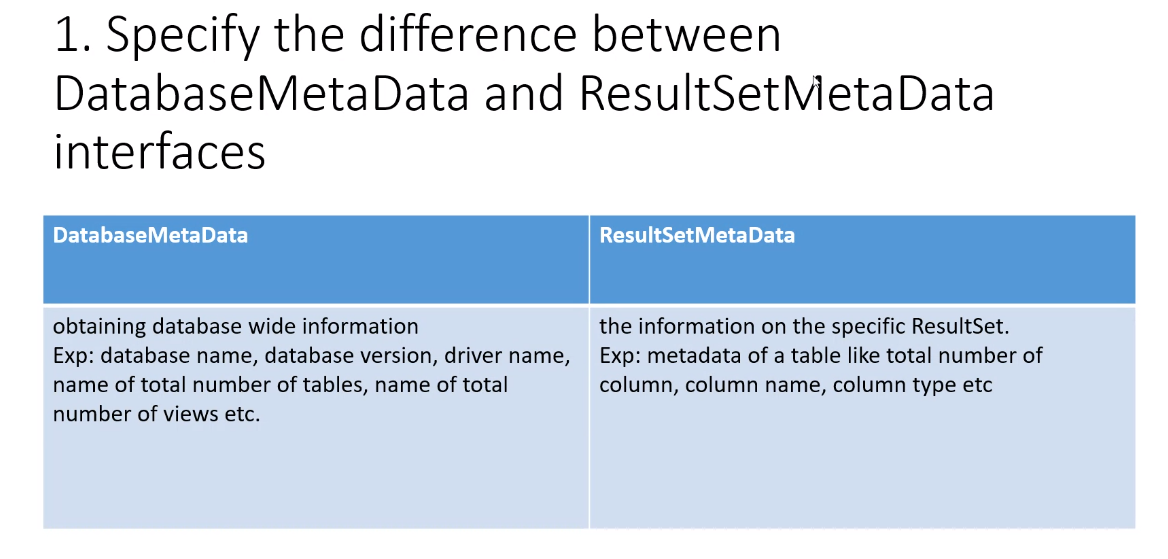 1. Specify the difference between
DatabaseMetaData and ResultSetMetaData
interfaces
DatabaseMetaData
ResultSetMetaData
obtaining database wide information
Exp: database name, database version, driver name,
name of total number of tables, name of total
number of views etc.
the information on the specific ResultSet.
Exp: metadata of a table like total number of
column, column name, column type etc